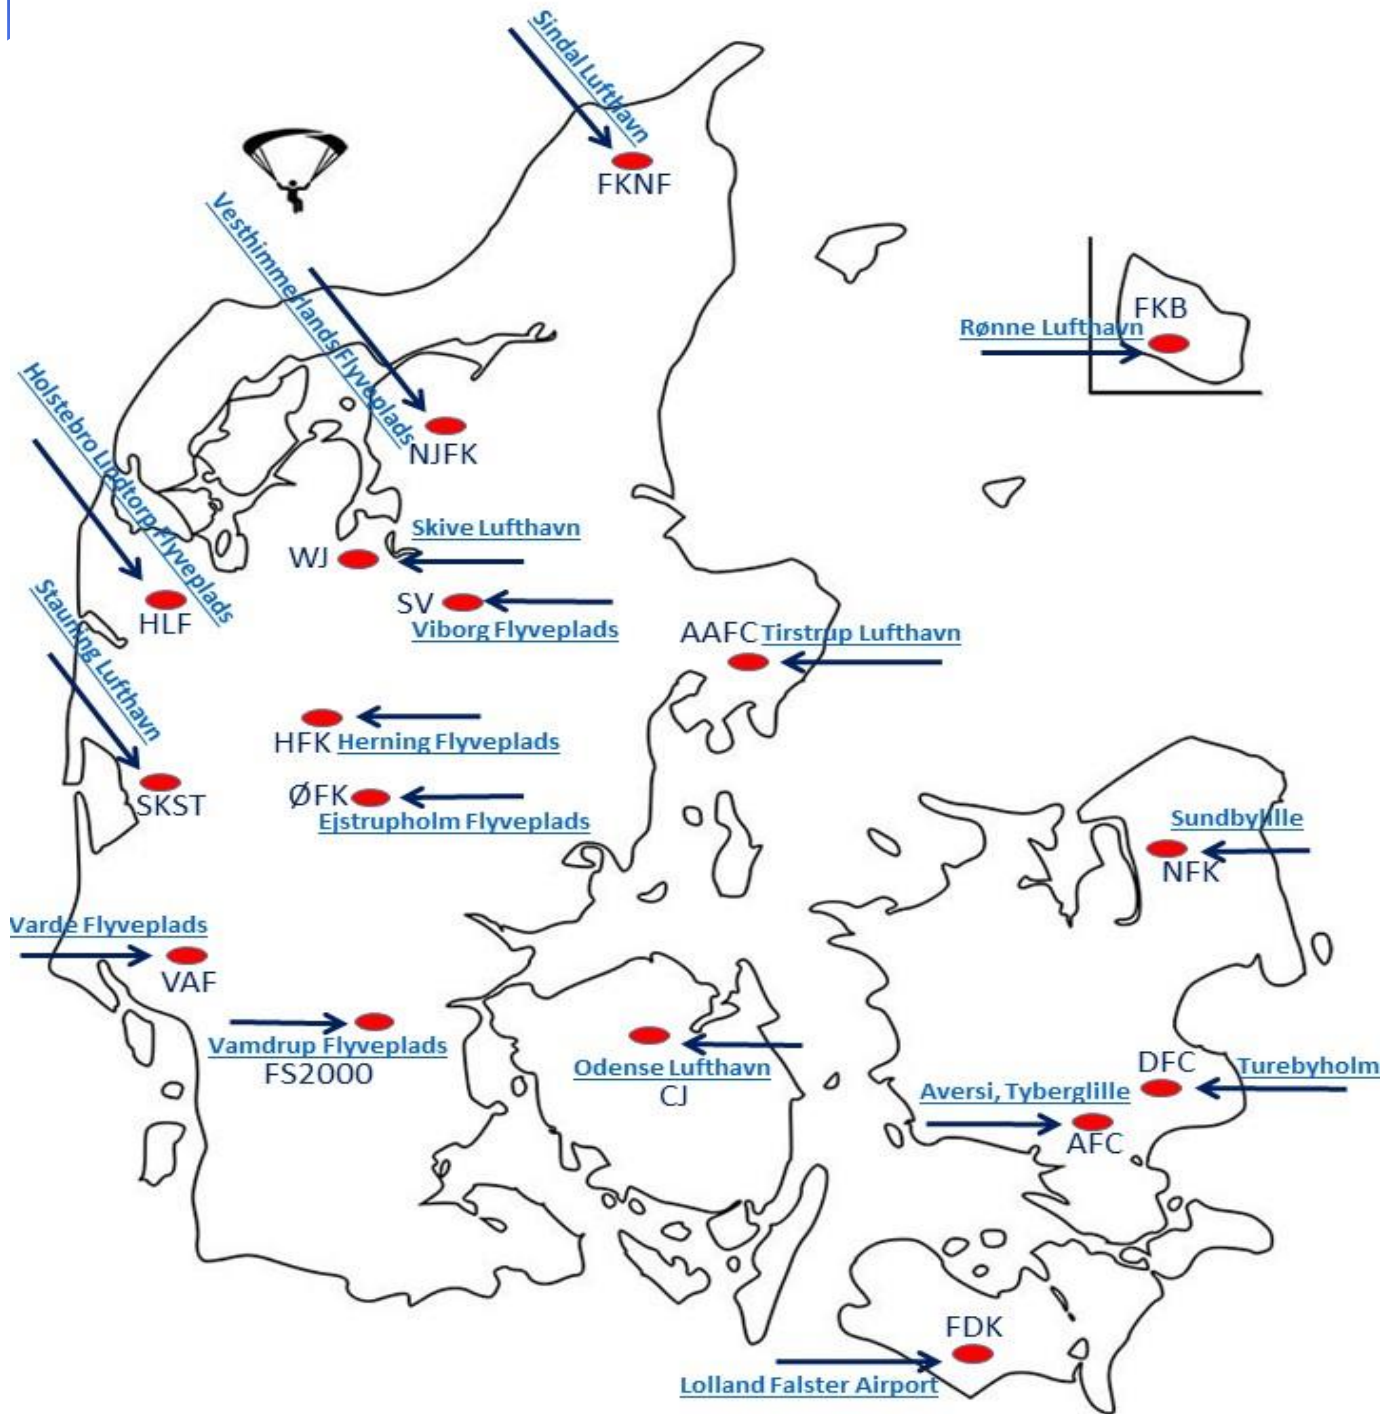 Sindal Lufthavn
FKNF
Vesthimmerlands Flyveplads
NJFK
FKB
Rønne Lufthavn
Holstebro Lindtorp Flyveplads
HLF
Skive Lufthavn
WJ
SV
Viborg Flyveplads
AAFC
Tirstrup Lufthavn
Stauning Lufthavn
SKST
HFK
Herning Flyveplads
ØFK
Ejstrupholm Flyveplads
Sundbylille
NFK
Varde Flyveplads
VAF
Vamdrup Flyveplads
FS2000
Odense Lufthavn
CJ
DFC
Turebyholm
Aversi, Tyberglille
AFC
FDK
Lolland Falster Airport